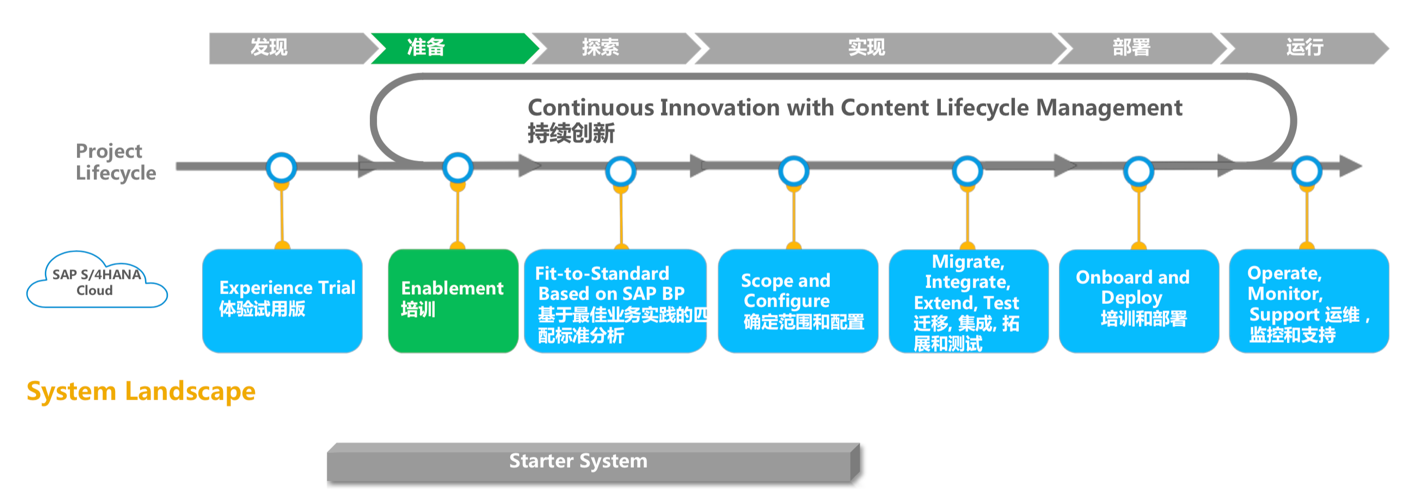 发现
准备
探索
实现
部署
运行
Continuous Innovation with Content Lifecycle Management
持续创新
Project
Lifecycle
SAP S/4HANA
Cloud
Experience Trial
体验试用版
Enablement
培训
Fit-to-Standard
Based on SAP BP
基于最佳业务实践的匹
配标准分析
Scope and
Configure
确定范围和配置
Migrate,
Integrate,
Extend, Test
迁移, 集成, 拓
展和测试
Onboard and
Deploy
培训和部署
Operate,
Monitor,
Support 运维 ,
监控和支持
System Landscape
Starter System